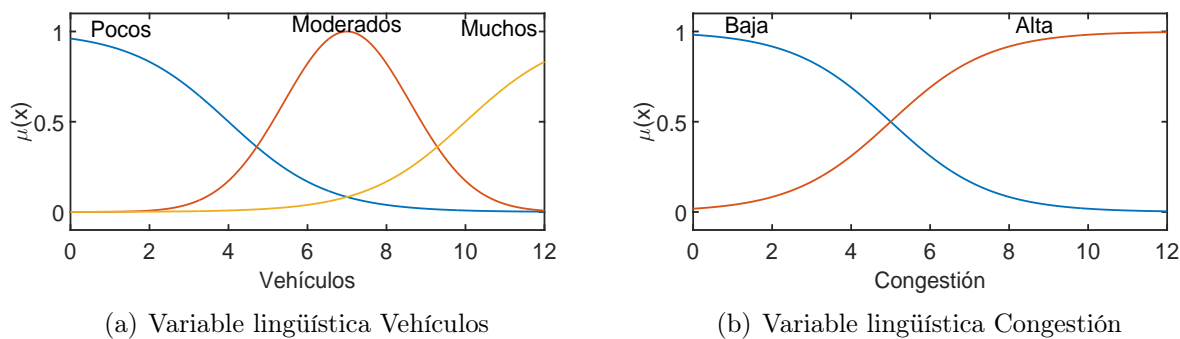 Pocos Moderados Muchos
1
0.5
0
μ(x)
0 2 4 6 8 10 12
Vehículos
(a) Variable lingüística Vehículos
Baja Alta
1
0.5
0
μ(x)
0 2 4 6 8 10 12
Congestión
(b) Variable lingüística Congestión